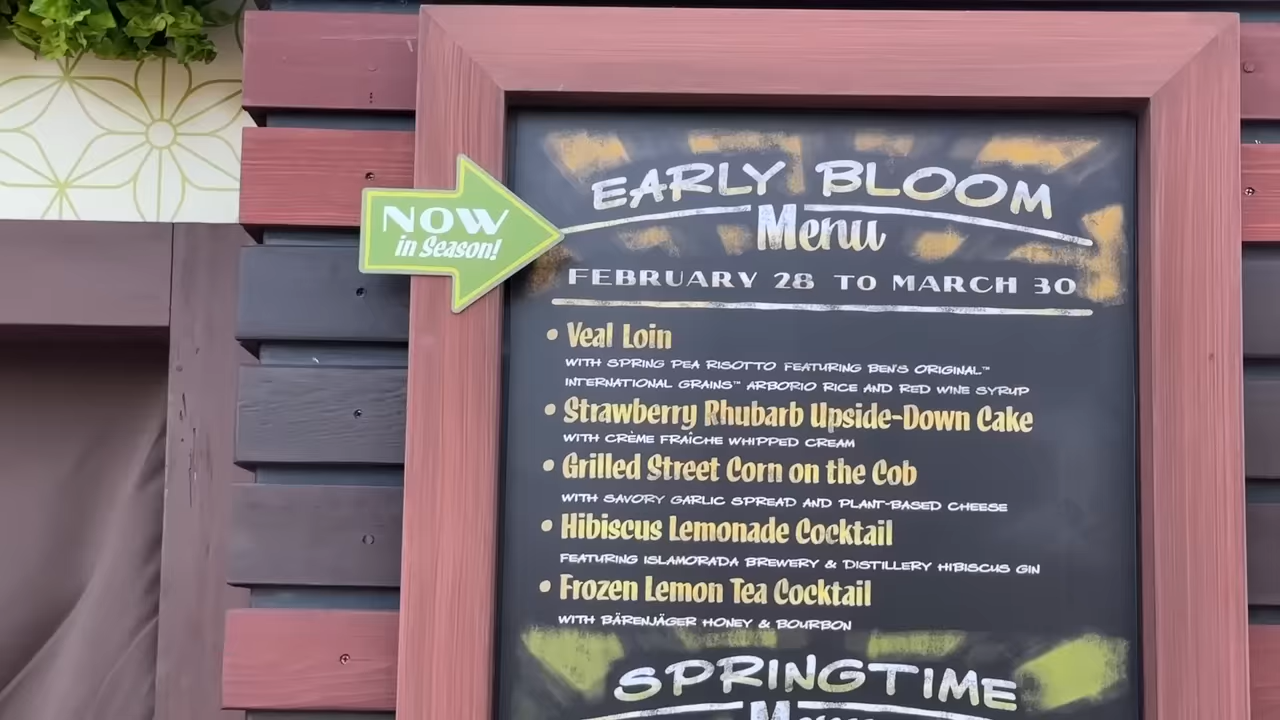 NOW
in Season!
EARLY BLOOM
Menu
FEBRUARY 28 TO MARCH 30
• Veal Loin
WITH SPRING PEA RISOTTO FEATURING BEN'S ORIGINAL™
INTERNATIONAL GRAINS™ ARBORIO RICE AND RED WINE SYRUP
• Strawberry Rhubarb Upside-Down Cake
WITH CRÈME FRAÎCHE WHIPPED CREAM
• Grilled Street Corn on the Cob
WITH SAVORY GARLIC SPREAD AND PLANT-BASED CHEESE
• Hibiscus Lemonade Cocktail
FEATURING ISLAMORADA BREWERY & DISTILLERY HIBISCUS GIN
• Frozen Lemon Tea Cocktail
WITH BÄRENJÄGER HONEY & BOURBON
SPRINGTIME
Menu